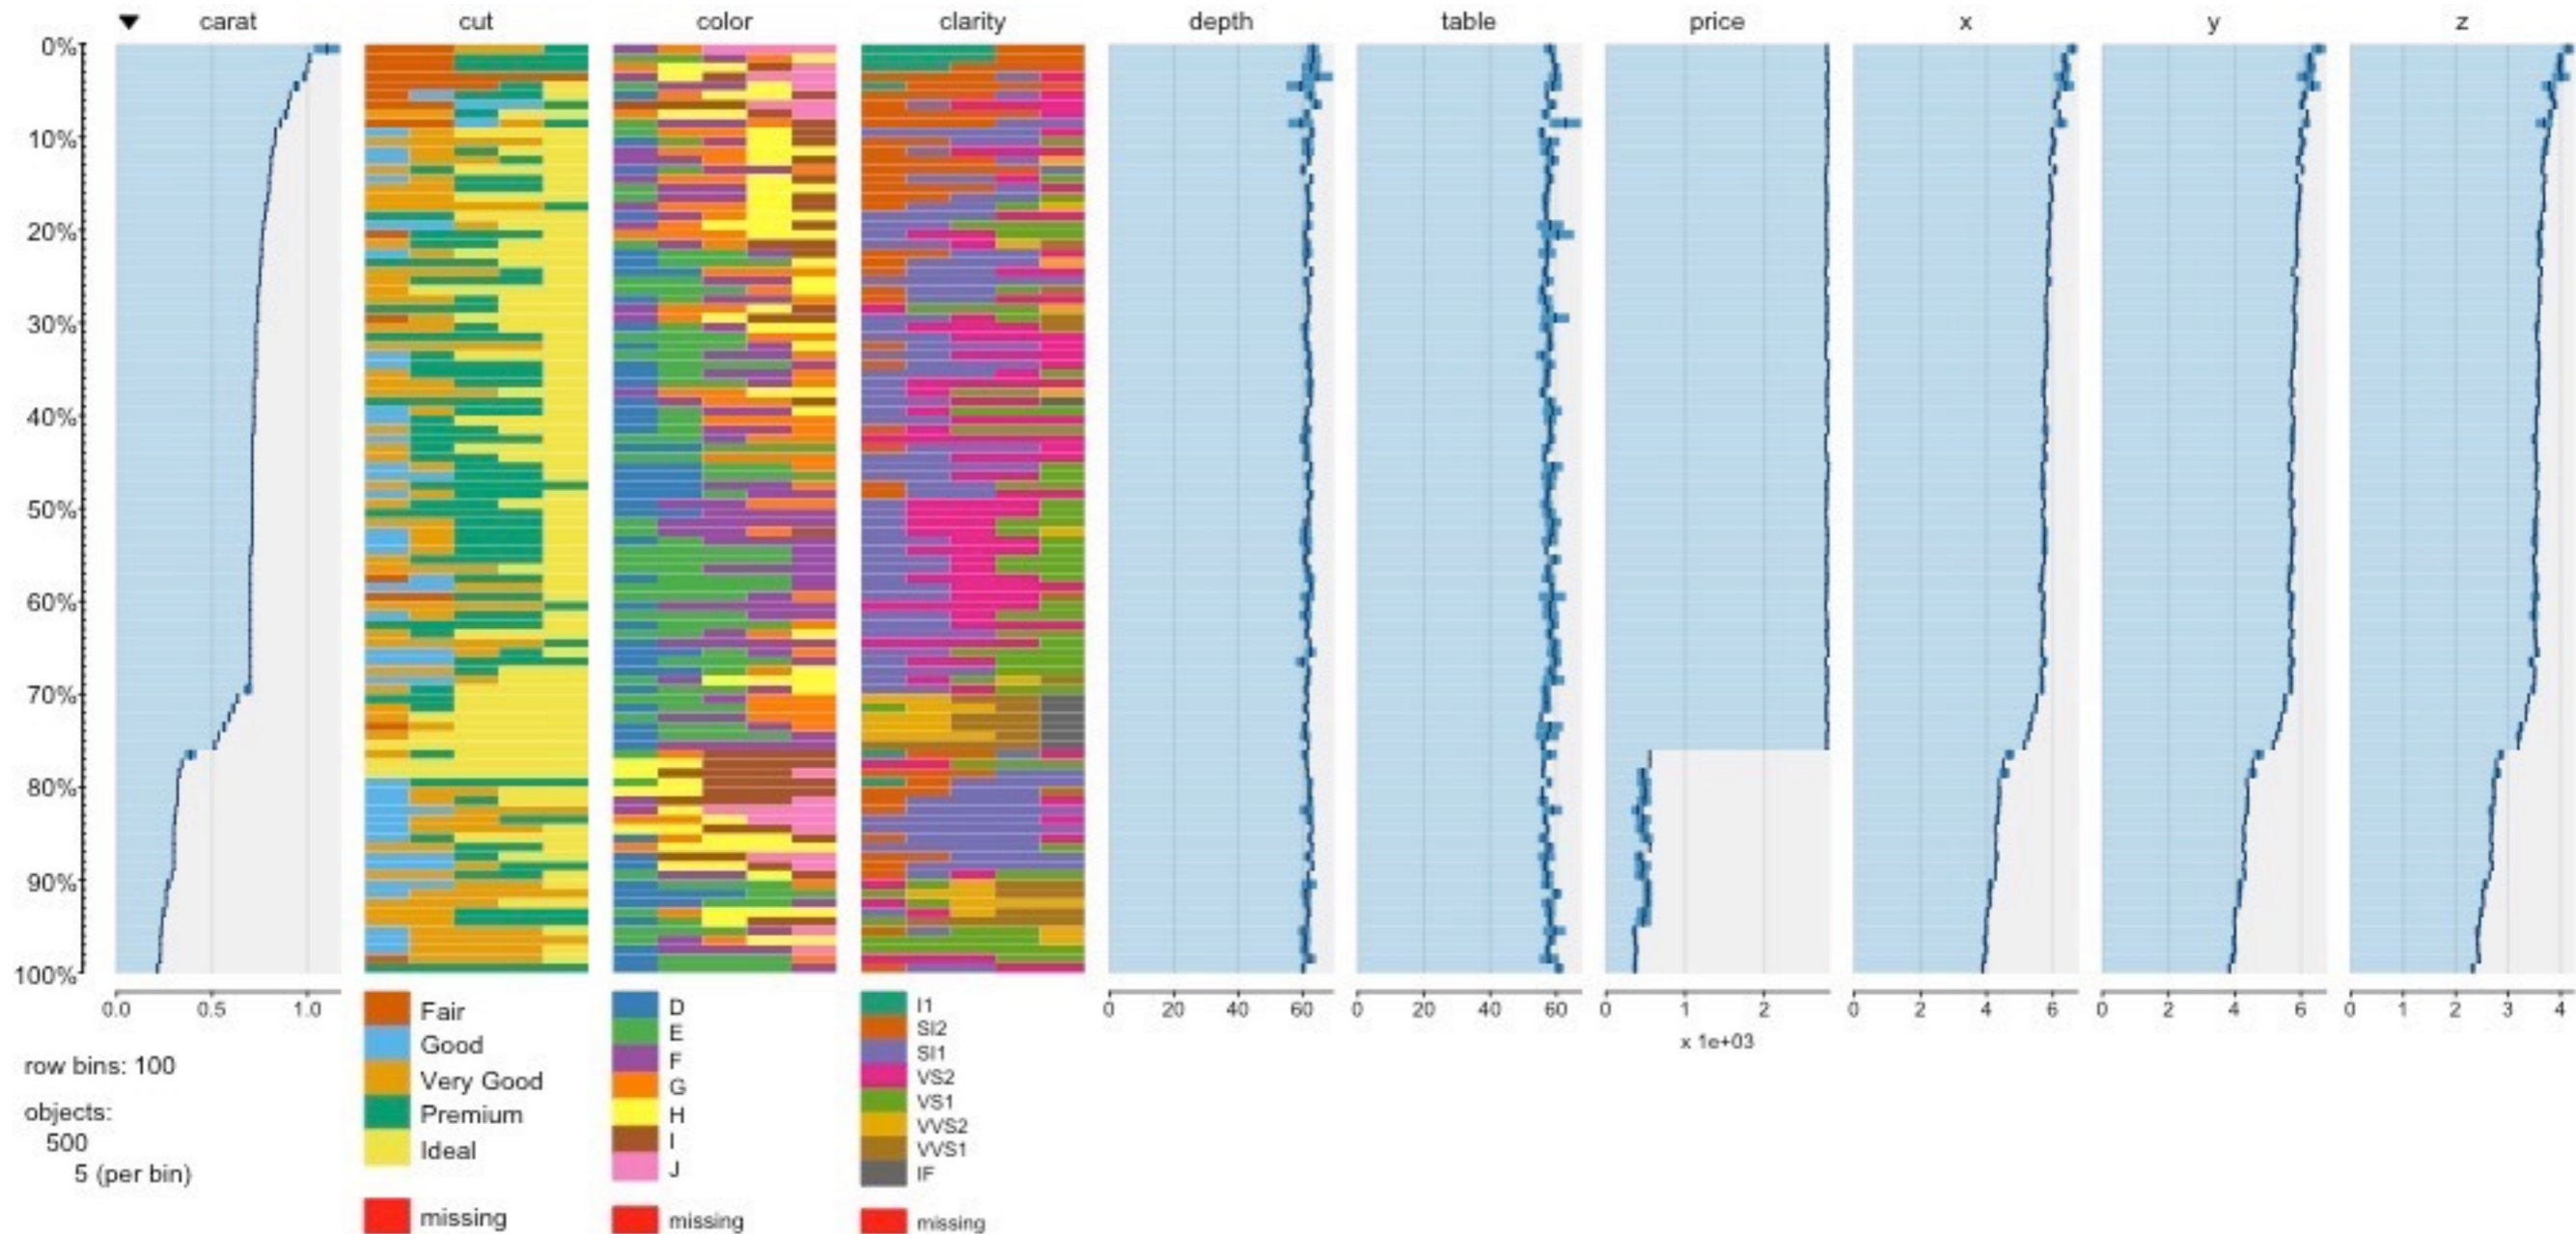 carat cut color clarity depth table price x y z
0%
10%
20%
30%
40%
50%
60%
70%
80%
90%
100%
0.0 0.5 1.0
0 20 40 60
0 20 40 60
0 1 2
0 2 4 6
0 2 4 6
0 1 2 3 4
x 1e+03
row bins: 100
objects:
500
5 (per bin)
Fair
Good
Very Good
Premium
Ideal
missing
D
E
F
G
H
I
J
missing
I1
SI2
SI1
VS2
VS1
VVS2
VVS1
IF
missing